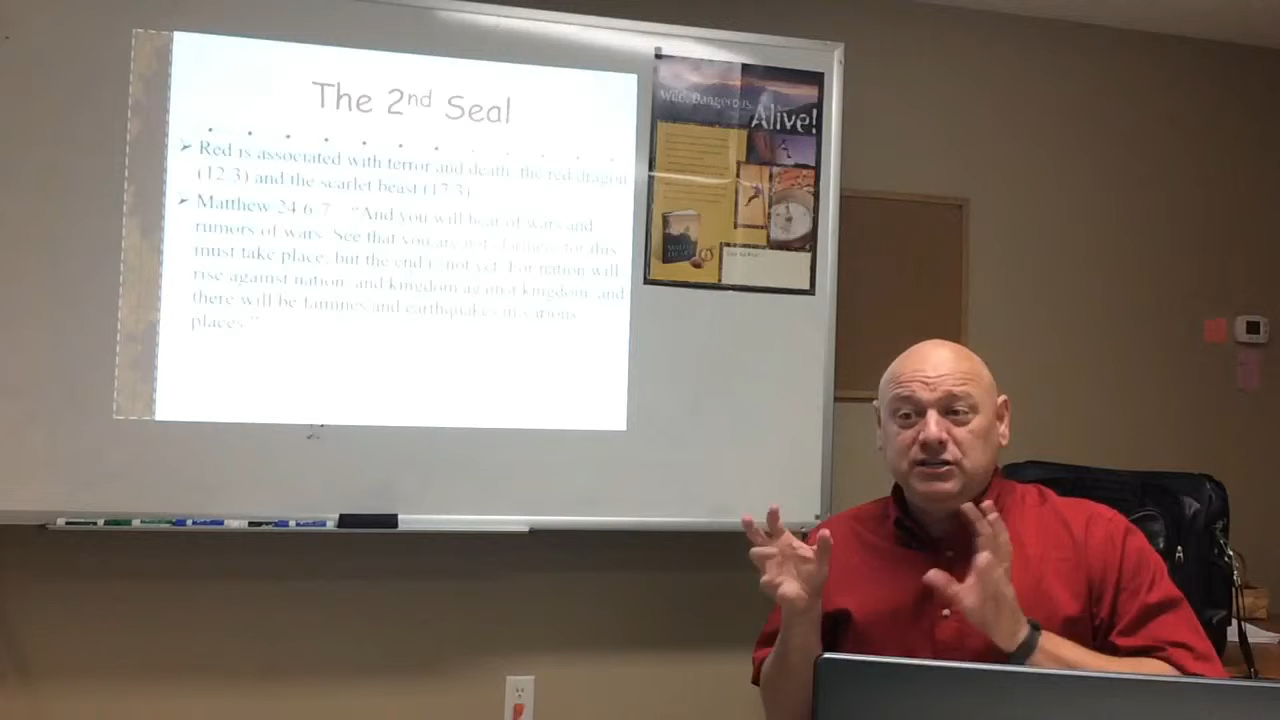 The 2nd Seal
➤ Red is associated with terror and death, the red dragon
(12:3) and the scarlet beast (17:3)
➤ Matthew 24:6-7 "And you will hear of wars and
rumors of wars. See that you are not alarmed, for this
must take place, but the end is not yet. For nation will
rise against nation, and kingdom against kingdom, and
there will be famines and earthquakes in various
places."
Wild, Dangerous,
Alive!